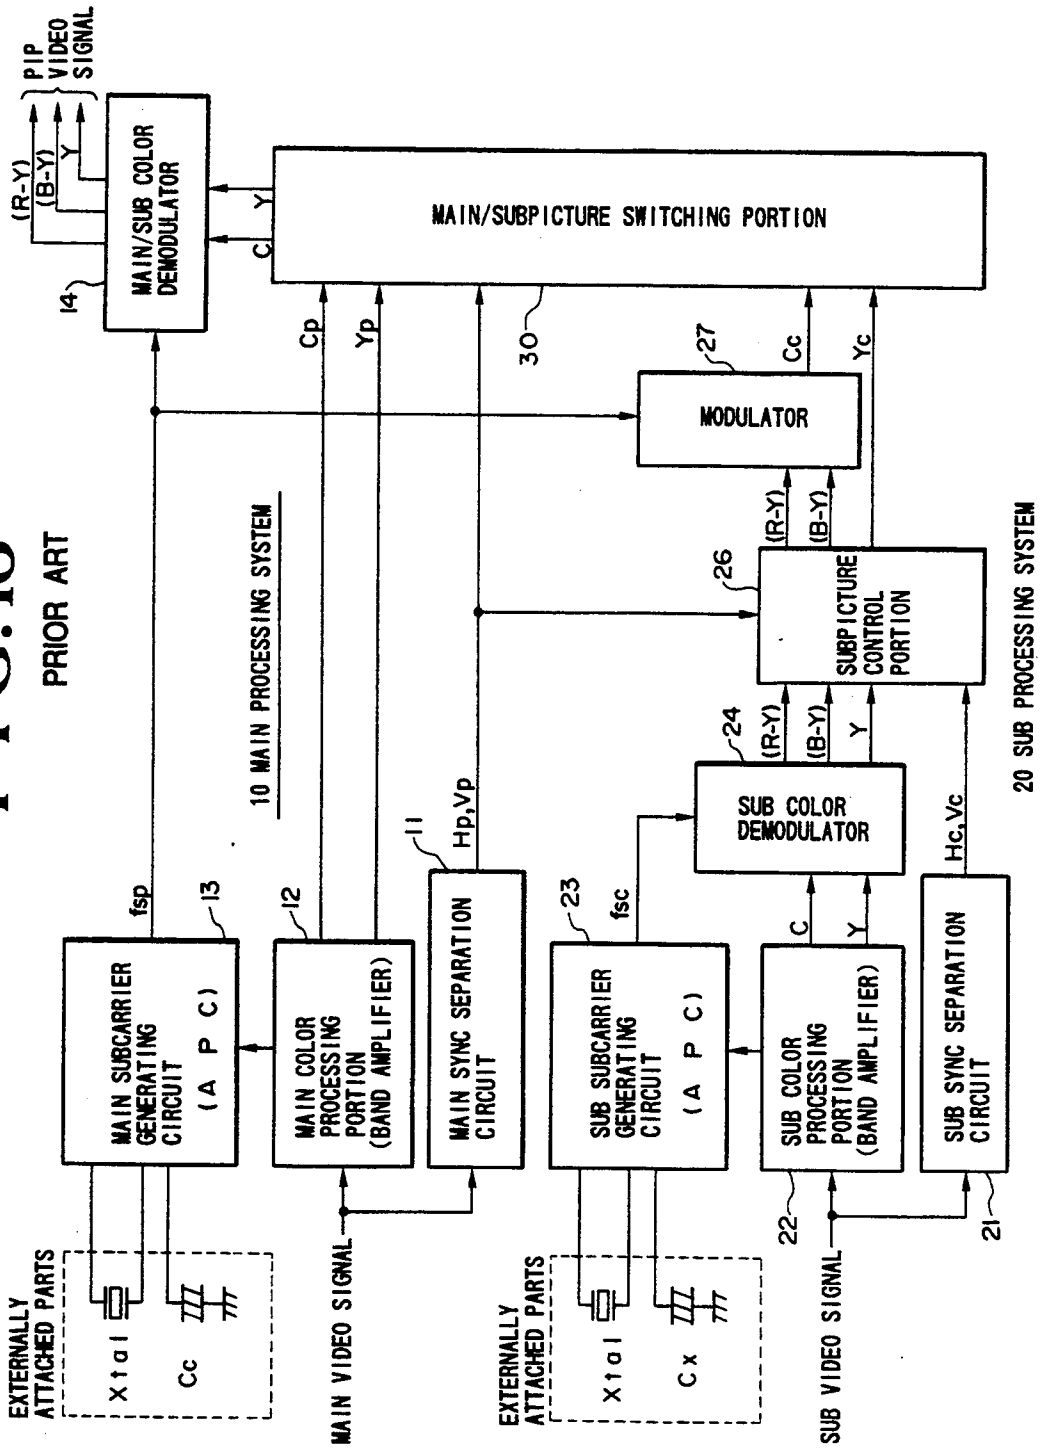 PRIOR ART
EXTERNALLY
ATTACHED PARTS
Xtal
Cc
MAIN SUBCARRIER
GENERATING
CIRCUIT
(A P C)
13
fsp
14
MAIN/SUB COLOR
DEMODULATOR
(R-Y)
(B-Y)
Y
PIP
VIDEO
SIGNAL
10 MAIN PROCESSING SYSTEM
MAIN VIDEO SIGNAL
MAIN COLOR
PROCESSING
PORTION
(BAND AMPLIFIER)
12
Cp
Yp
C
Y
MAIN SYNC SEPARATION
CIRCUIT
11
Hp,Vp
MAIN/SUBPICTURE SWITCHING PORTION
30
EXTERNALLY
ATTACHED PARTS
Xtal
Cx
SUB SUBCARRIER
GENERATING
CIRCUIT
(A P C)
23
fsc
SUB COLOR
DEMODULATOR
24
(R-Y)
(B-Y)
Y
SUBPICTURE
CONTROL
PORTION
26
(R-Y)
(B-Y)
MODULATOR
27
Cc
Yc
SUB VIDEO SIGNAL
SUB COLOR
PROCESSING
PORTION
(BAND AMPLIFIER)
22
C
Y
SUB SYNC SEPARATION
CIRCUIT
21
Hc,Vc
20 SUB PROCESSING SYSTEM